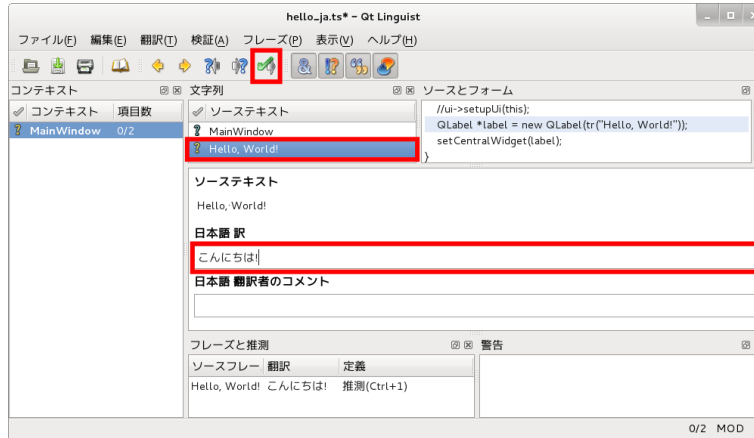 hello_ja.ts* - Qt Linguist
ファイル(F) 編集(E) 翻訳(T) 検証(A) フレーズ(P) 表示(V) ヘルプ(H)
コンテキスト
コンテキスト 項目数
MainWindow 0/2
文字列
ソーステキスト
MainWindow
Hello, World!
ソースとフォーム
//ui->setupUi(this);
QLabel *label = new QLabel(tr("Hello, World!"));
setCentralWidget(label);
}
ソーステキスト
Hello,·World!
日本語 訳
こんにちは!
日本語 翻訳者のコメント
フレーズと推測
ソースフレー 翻訳 定義
Hello, World! こんにちは! 推測(Ctrl+1)
警告
0/2 MOD